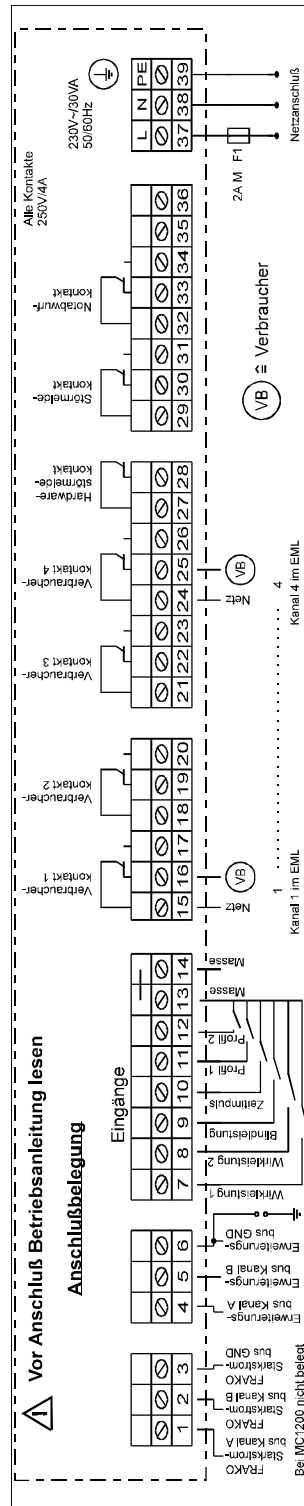 Vor Anschluß Betriebsanleitung lesen
Anschlußbelegung
Eingänge
Verbraucher-
kontakt 1
Verbraucher-
kontakt 2
Verbraucher-
kontakt 3
Verbraucher-
kontakt 4
Hardware-
störmelde-
kontakt
Störmelde-
kontakt
Notabwurf-
kontakt
Alle Kontakte
250V/4A
230V~/30VA
50/60Hz
L N PE
1 2 3
4 5 6
7 8 9 10 11 12 13 14
15 16 17 18 19 20
21 22 23 24 25 26 27 28
29 30 31 32 33 34 35 36
37 38 39
FRAKO
Starkstrom-
bus Kanal A
FRAKO
Starkstrom-
bus Kanal B
FRAKO
Starkstrom
bus GND
Bei MC1200 nicht belegt
Erweiterungs-
bus Kanal A
Erweiterungs-
bus Kanal B
Erweiterungs-
bus GND
Wirkleistung 1
Wirkleistung 2
Blindleistung
Zeitimpuls
Profil 1
Profil 2
Masse
Masse
Netz
VB
Netz
VB
1 . . . . . . . . . . . . . . 4
Kanal 1 im EML
Kanal 4 im EML
VB ≙ Verbraucher
2A M F1
Netzanschluß